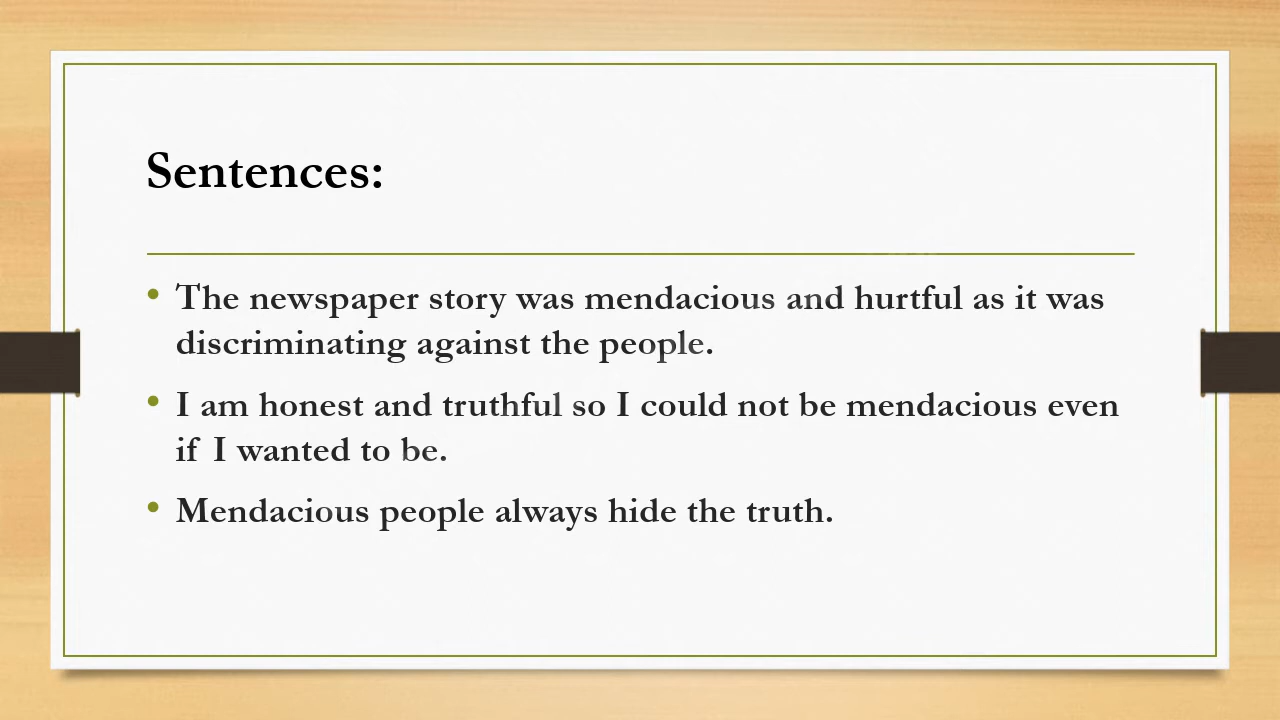 Sentences:
• The newspaper story was mendacious and hurtful as it was
discriminating against the people.
• I am honest and truthful so I could not be mendacious even
if I wanted to be.
• Mendacious people always hide the truth.